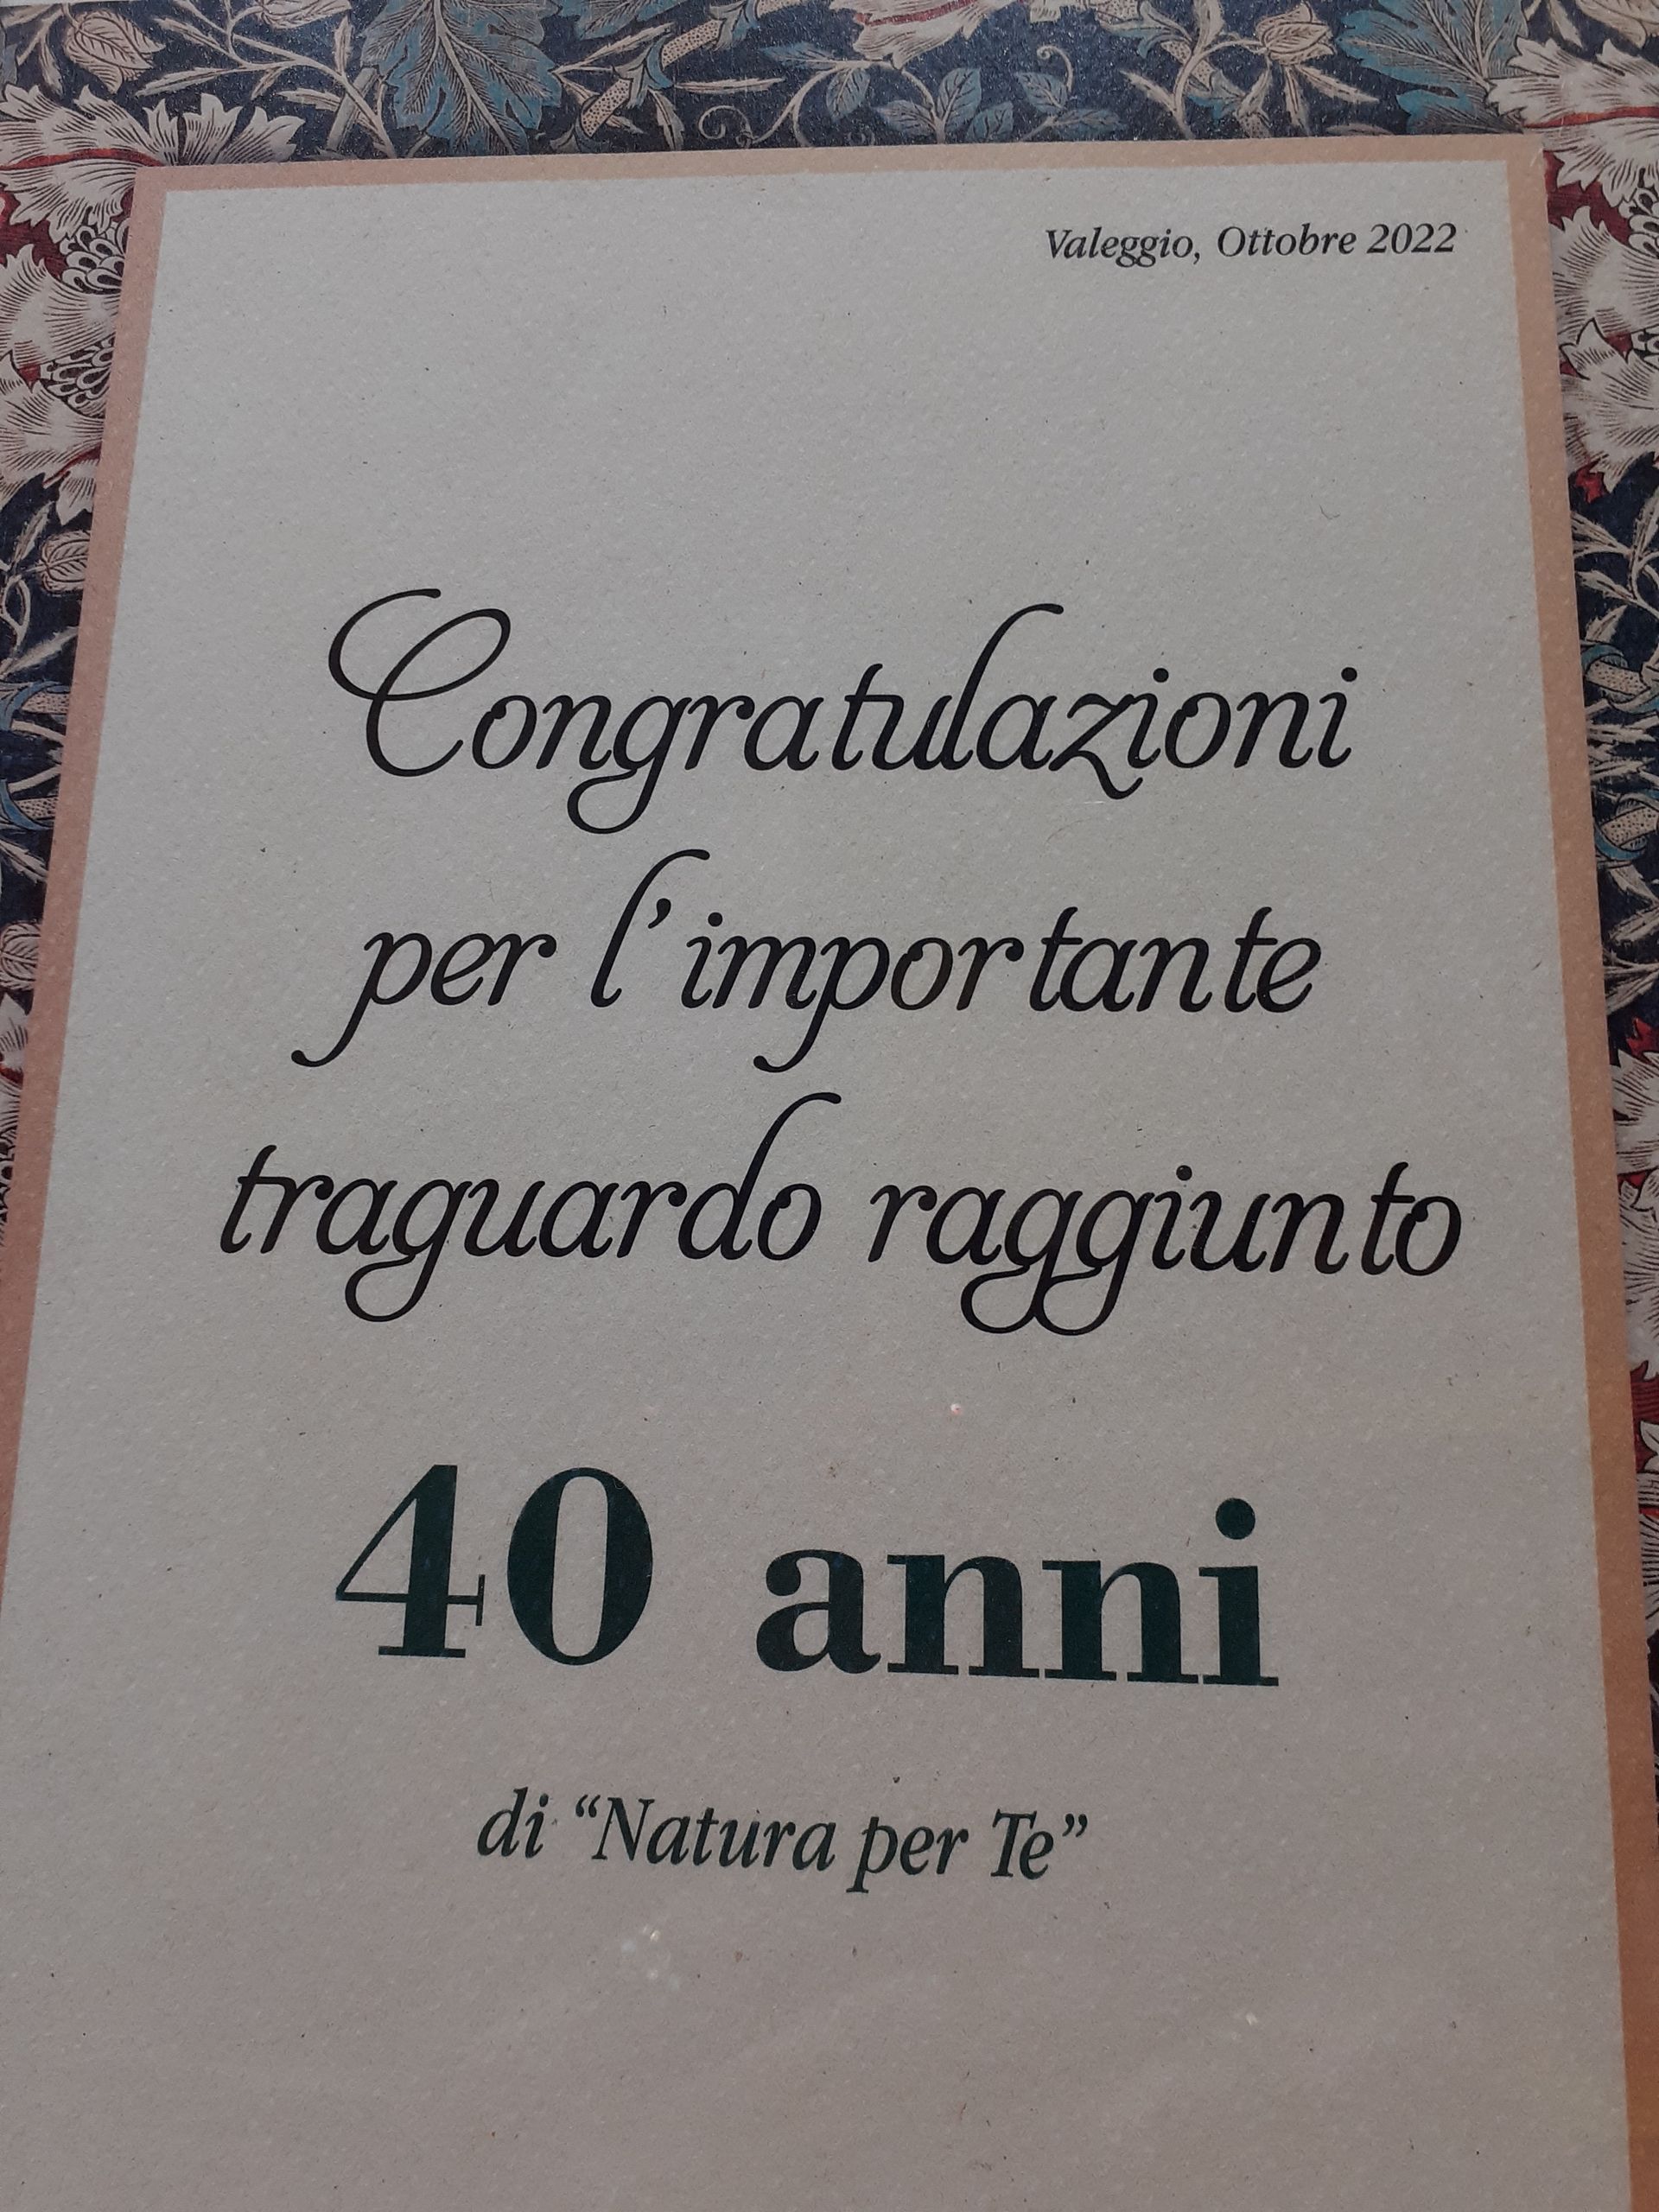 Valeggio, Ottobre 2022
Congratulazioni
per l'importante
traguardo raggiunto
40 anni
di “Natura per Te”